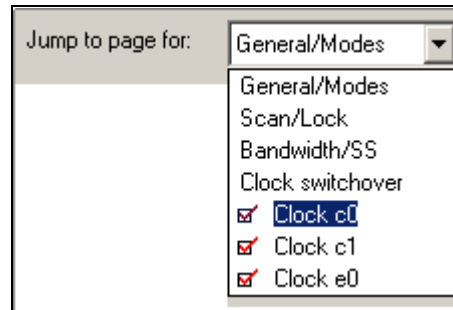 Jump to page for: General/Modes
General/Modes
Scan/Lock
Bandwidth/SS
Clock switchover
Clock c0
Clock c1
Clock e0